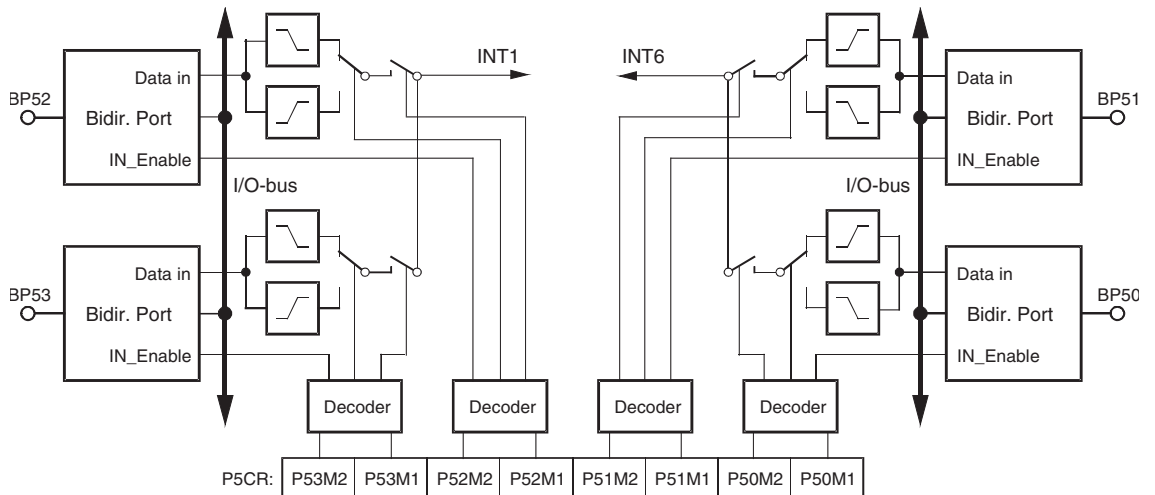 INT1 INT6
Data in Data in
BP52 BP51
Bidir. Port Bidir. Port
IN_Enable IN_Enable
I/O-bus I/O-bus
Data in Data in
BP53 BP50
Bidir. Port Bidir. Port
IN_Enable IN_Enable
Decoder Decoder Decoder Decoder
P5CR: P53M2 P53M1 P52M2 P52M1 P51M2 P51M1 P50M2 P50M1